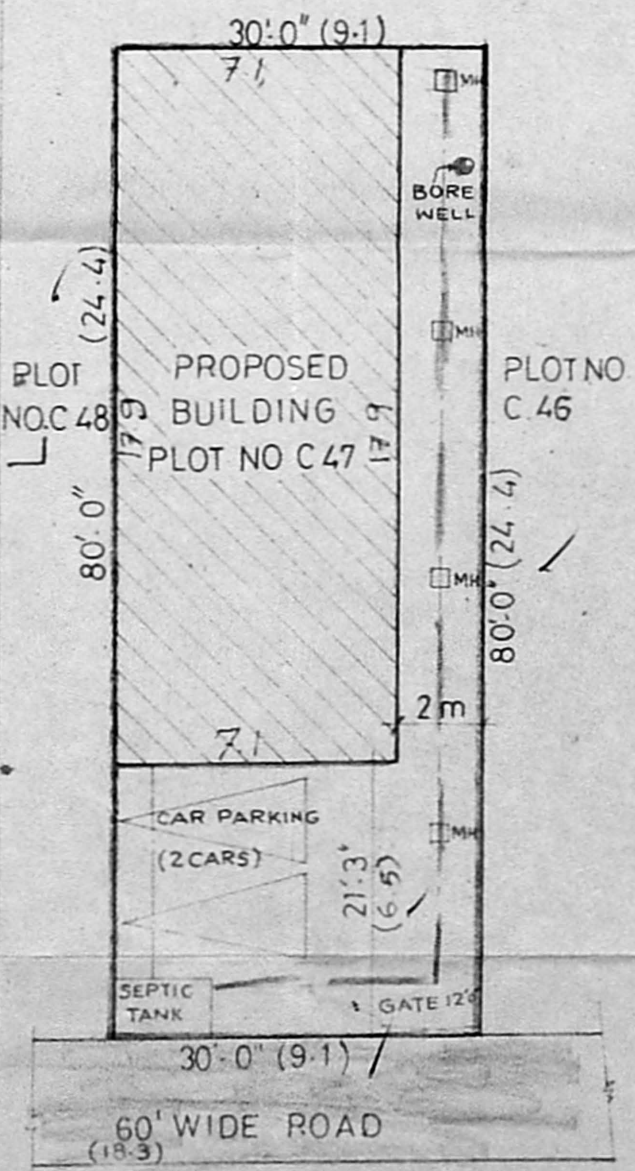 30'-0" (9·1)
7.1
MH
BORE
WELL
(24·4)
80'.0"
MH
PLOT
NO.C 48
PROPOSED
BUILDING
PLOT NO C 47
17.9
17.9
PLOT NO
C.46
80'-0" (24.4)
MH
2 m
7.1
CAR PARKING
(2 CARS)
MH
21'.3"
(6.5)
SEPTIC
TANK
GATE 12'0"
30'-0" (9·1)
60' WIDE ROAD
(18·3)